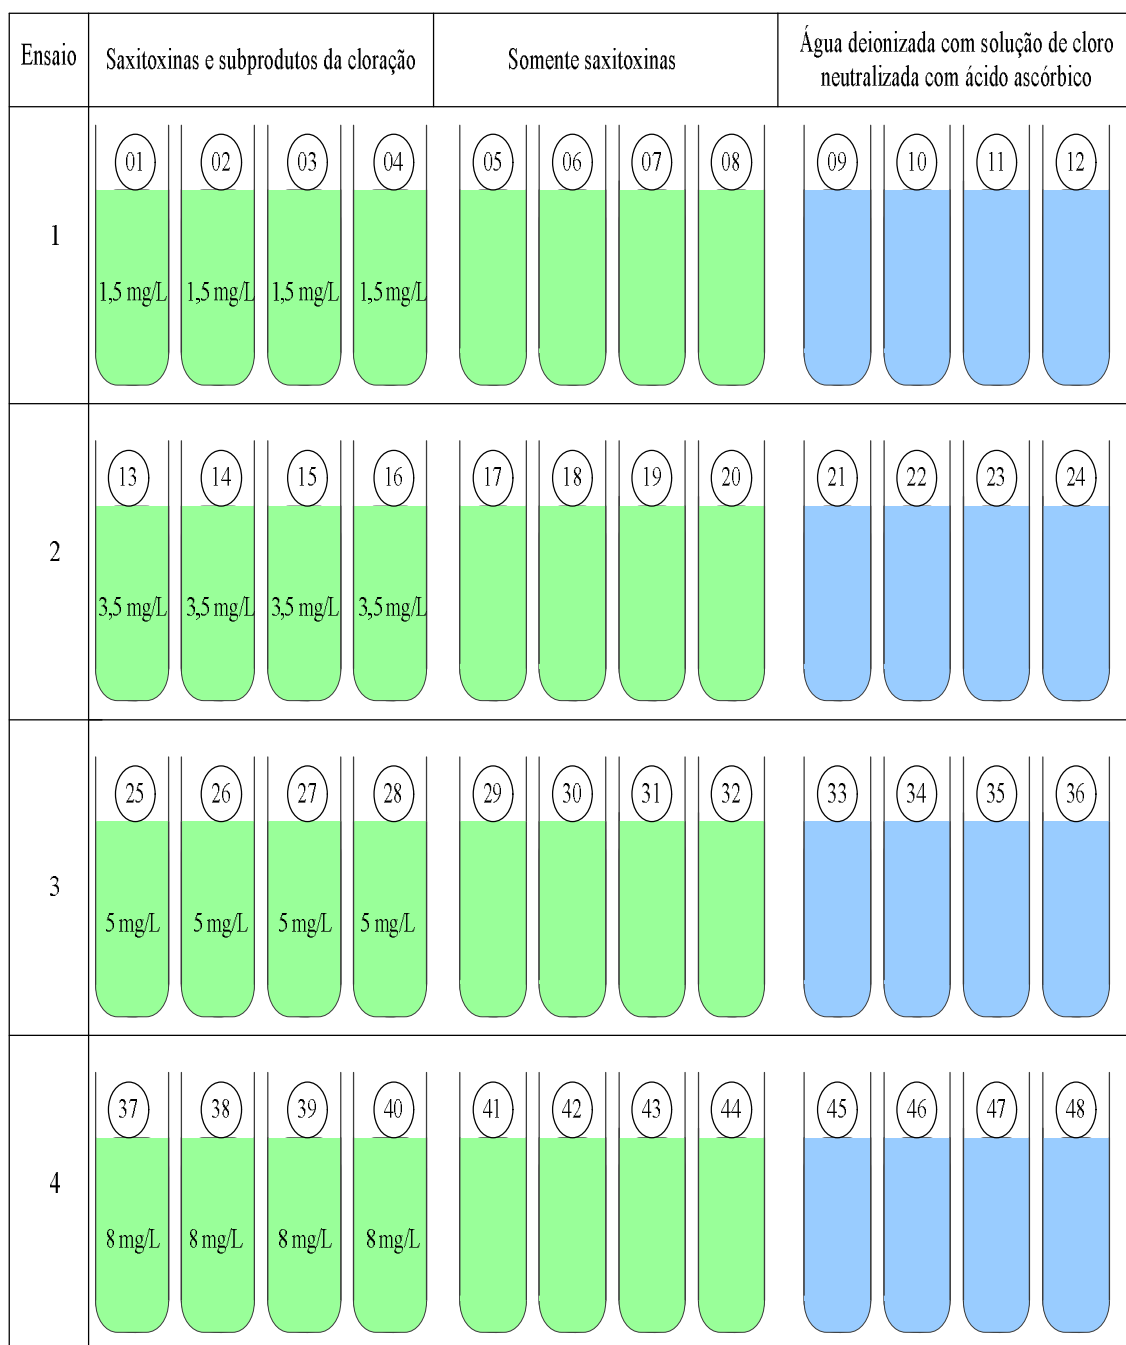 Ensaio
Saxitoxinas e subprodutos da cloração
Somente saxitoxinas
Água deionizada com solução de cloro
neutralizada com ácido ascórbico
1
01 02 03 04 05 06 07 08 09 10 11 12
1,5 mg/L 1,5 mg/L 1,5 mg/L 1,5 mg/L
2
13 14 15 16 17 18 19 20 21 22 23 24
3,5 mg/L 3,5 mg/L 3,5 mg/L 3,5 mg/L
3
25 26 27 28 29 30 31 32 33 34 35 36
5 mg/L 5 mg/L 5 mg/L 5 mg/L
4
37 38 39 40 41 42 43 44 45 46 47 48
8 mg/L 8 mg/L 8 mg/L 8 mg/L